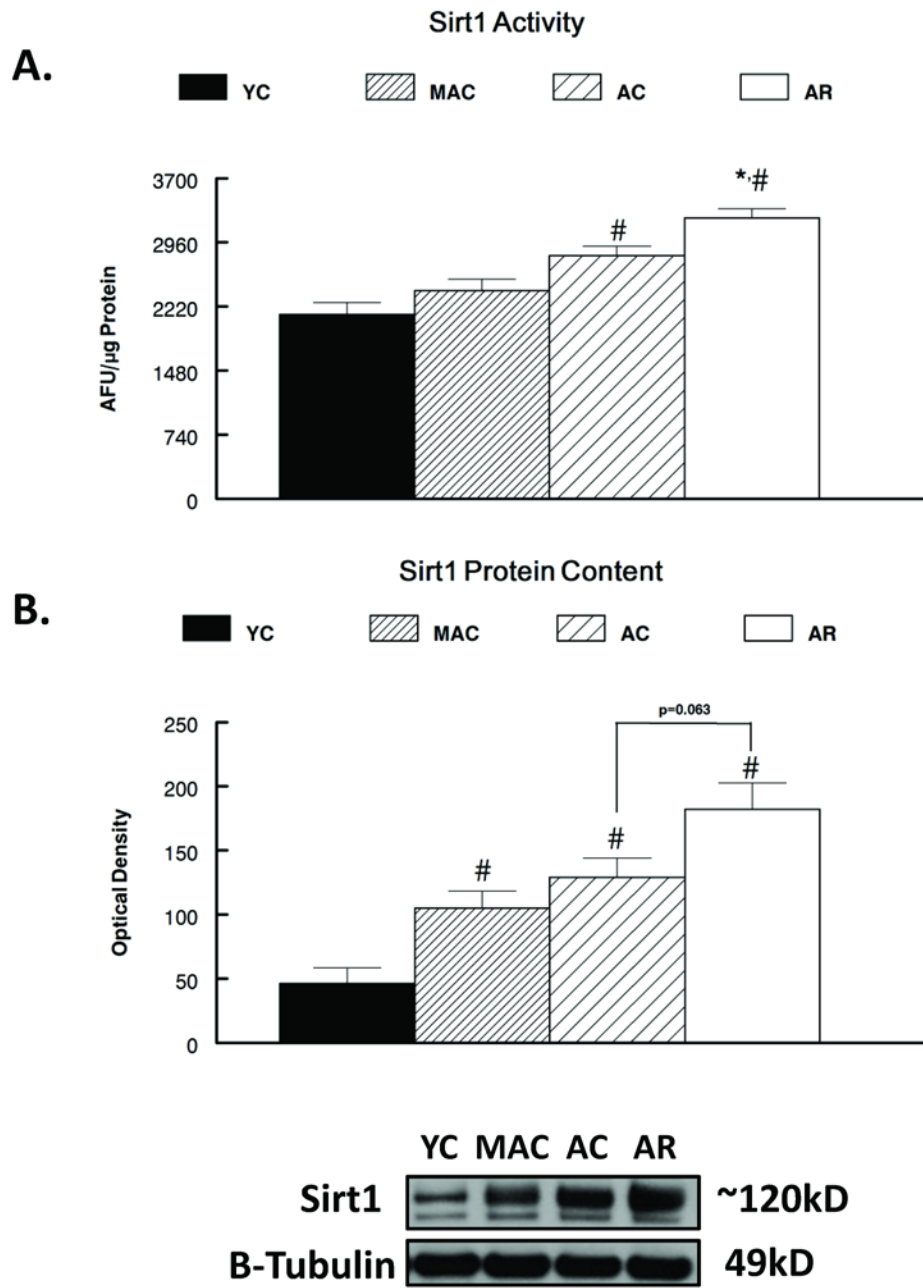 Sirt1 Activity
A.
YC MAC AC AR
3700
2960
2220
1480
740
0
AFU/µg Protein
#
*,#
Sirt1 Protein Content
B.
YC MAC AC AR
250
200
150
100
50
0
Optical Density
p=0.063
#
#
#
YC MAC AC AR
Sirt1 ~120kD
B-Tubulin 49kD